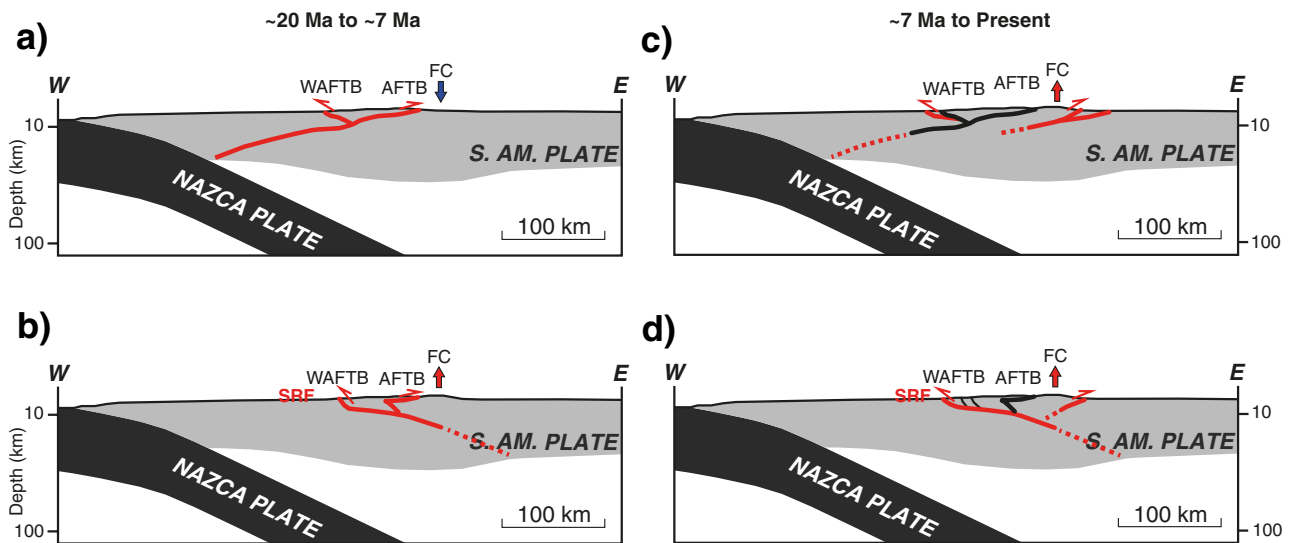 ~20 Ma to ~7 Ma
~7 Ma to Present
a)
W
WAFTB
AFTB
FC
E
10
Depth (km)
100
NAZCA PLATE
S. AM. PLATE
100 km
c)
W
WAFTB
AFTB
FC
E
10
100
NAZCA PLATE
S. AM. PLATE
100 km
b)
W
SRF
WAFTB
AFTB
FC
E
10
Depth (km)
100
NAZCA PLATE
S. AM. PLATE
100 km
d)
W
SRF
WAFTB
AFTB
FC
E
10
100
NAZCA PLATE
S. AM. PLATE
100 km